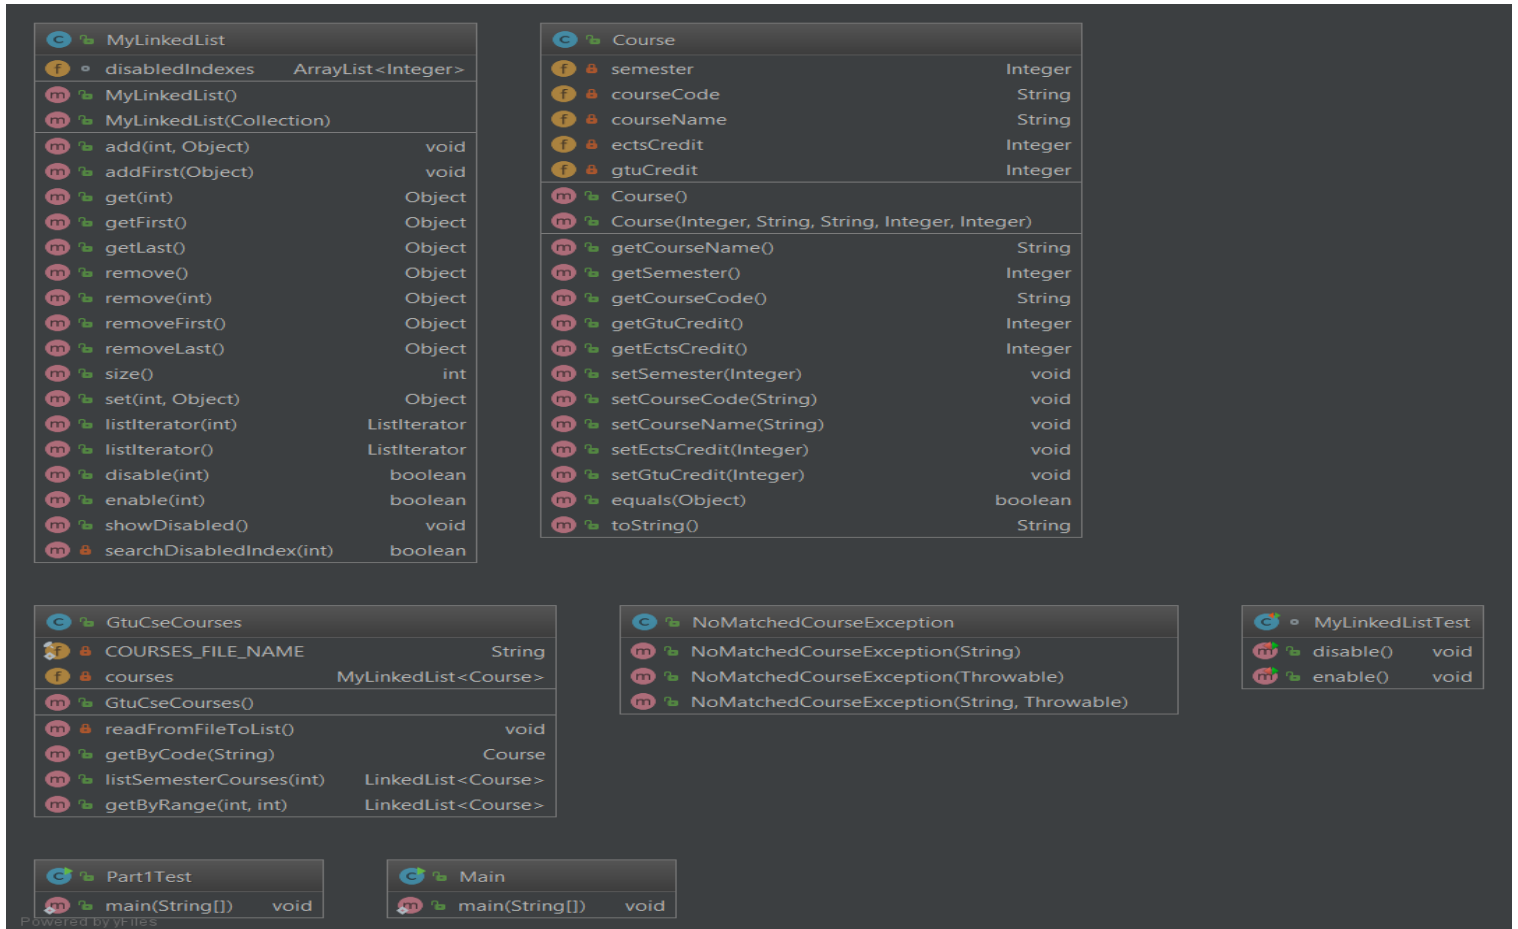 MyLinkedList
disabledIndexes ArrayList<Integer>
MyLinkedList()
MyLinkedList(Collection)
add(int, Object) void
addFirst(Object) void
get(int) Object
getFirst() Object
getLast() Object
remove() Object
remove(int) Object
removeFirst() Object
removeLast() Object
size() int
set(int, Object) Object
listIterator(int) ListIterator
listIterator() ListIterator
disable(int) boolean
enable(int) boolean
showDisabled() void
searchDisabledIndex(int) boolean
Course
semester Integer
courseCode String
courseName String
ectsCredit Integer
gtuCredit Integer
Course()
Course(Integer, String, String, Integer, Integer)
getCourseName() String
getSemester() Integer
getCourseCode() String
getGtuCredit() Integer
getEctsCredit() Integer
setSemester(Integer) void
setCourseCode(String) void
setCourseName(String) void
setEctsCredit(Integer) void
setGtuCredit(Integer) void
equals(Object) boolean
toString() String
GtuCseCourses
COURSES_FILE_NAME String
courses MyLinkedList<Course>
GtuCseCourses()
readFromFileToList() void
getByCode(String) Course
listSemesterCourses(int) LinkedList<Course>
getByRange(int, int) LinkedList<Course>
NoMatchedCourseException
NoMatchedCourseException(String)
NoMatchedCourseException(Throwable)
NoMatchedCourseException(String, Throwable)
MyLinkedListTest
disable() void
enable() void
Part1Test
main(String[]) void
Main
main(String[]) void
Powered by yFiles